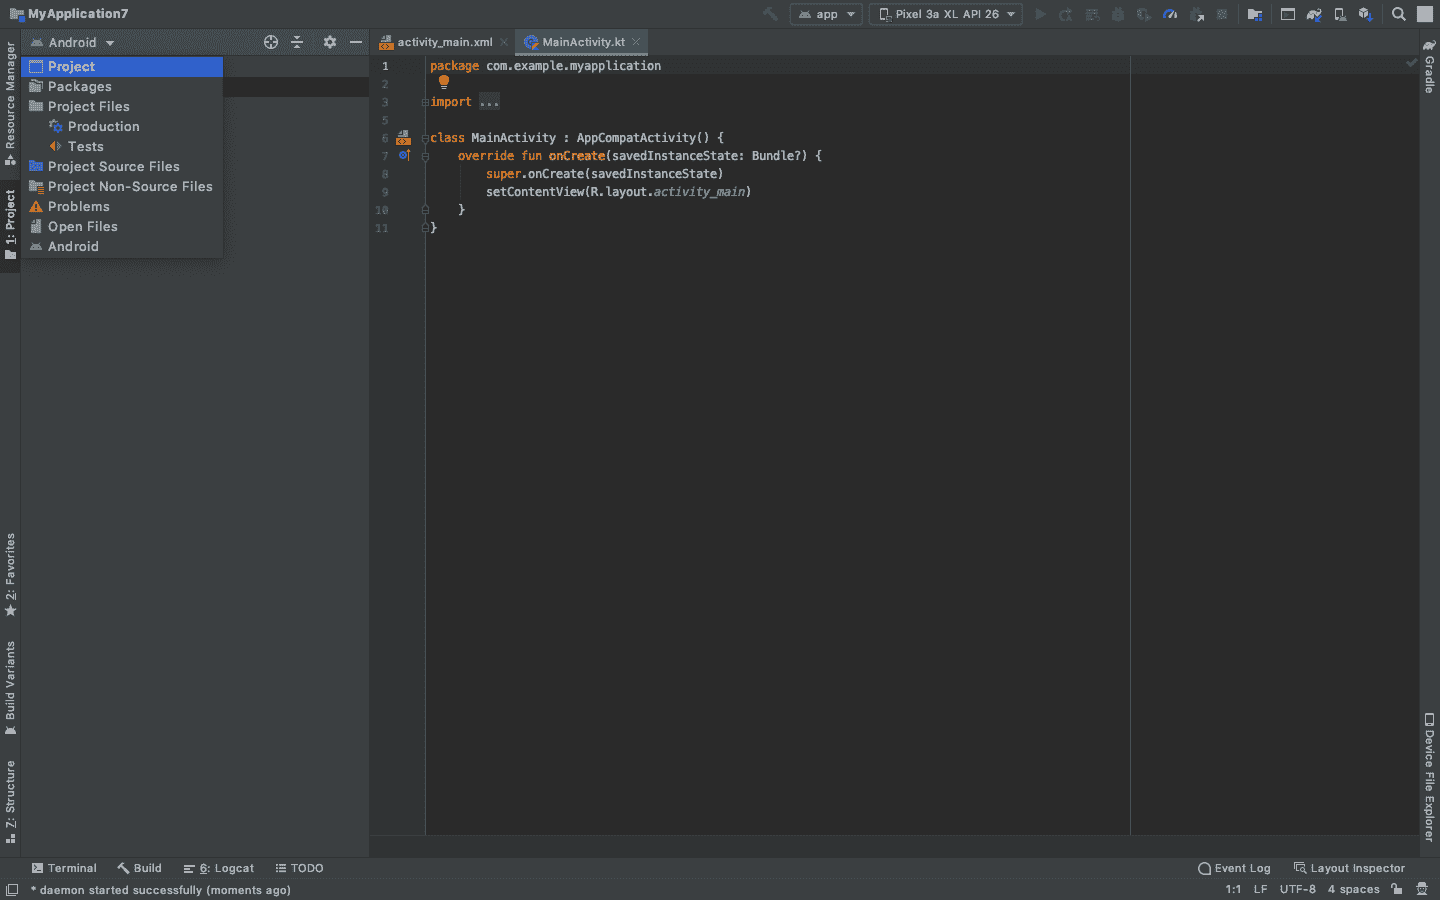 MyApplication7
app
Pixel 3a XL API 26
Android
activity_main.xml
MainActivity.kt
Resource Manager
1: Project
2: Favorites
Build Variants
Z: Structure
Project
Packages
Project Files
Production
Tests
Project Source Files
Project Non-Source Files
Problems
Open Files
Android
1 package com.example.myapplication
2
3 import ...
5
6 class MainActivity : AppCompatActivity() {
7 override fun onCreate(savedInstanceState: Bundle?) {
8 super.onCreate(savedInstanceState)
9 setContentView(R.layout.activity_main)
10 }
11 }
Gradle
Device File Explorer
Terminal
Build
6: Logcat
TODO
Event Log
Layout Inspector
* daemon started successfully (moments ago)
1:1 LF UTF-8 4 spaces